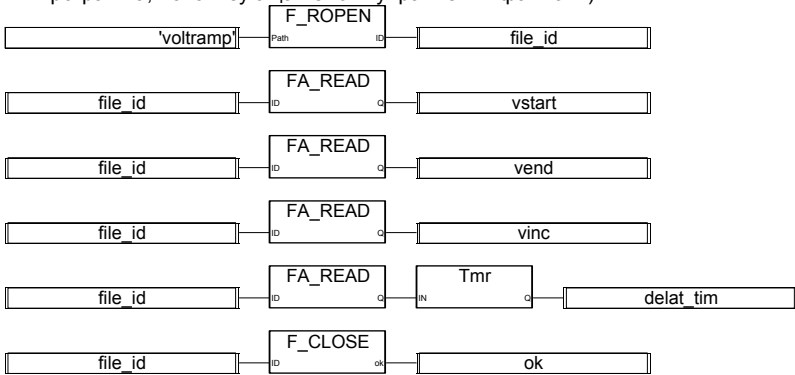 F_ROPEN
'voltramp' Path ID file_id
FA_READ
file_id ID Q vstart
FA_READ
file_id ID Q vend
FA_READ
file_id ID Q vinc
FA_READ Tmr
file_id ID Q IN Q delat_tim
F_CLOSE
file_id ID ok ok